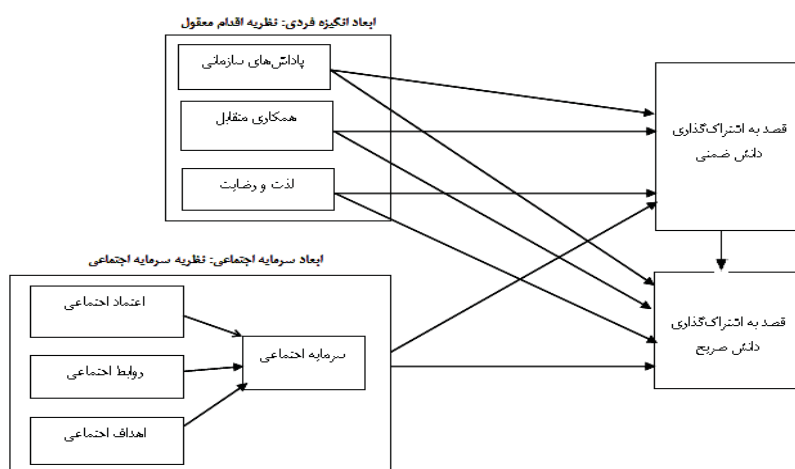 ابعاد انگیزه فردی: نظریه اقدام معقول
پاداش‌های سازمانی
همکاری متقابل
لذت و رضایت
قصد به اشتراک‌گذاری
دانش ضمنی
ابعاد سرمایه اجتماعی: نظریه سرمایه اجتماعی
اعتماد اجتماعی
روابط اجتماعی
اهداف اجتماعی
سرمایه اجتماعی
قصد به اشتراک‌گذاری
دانش صریح